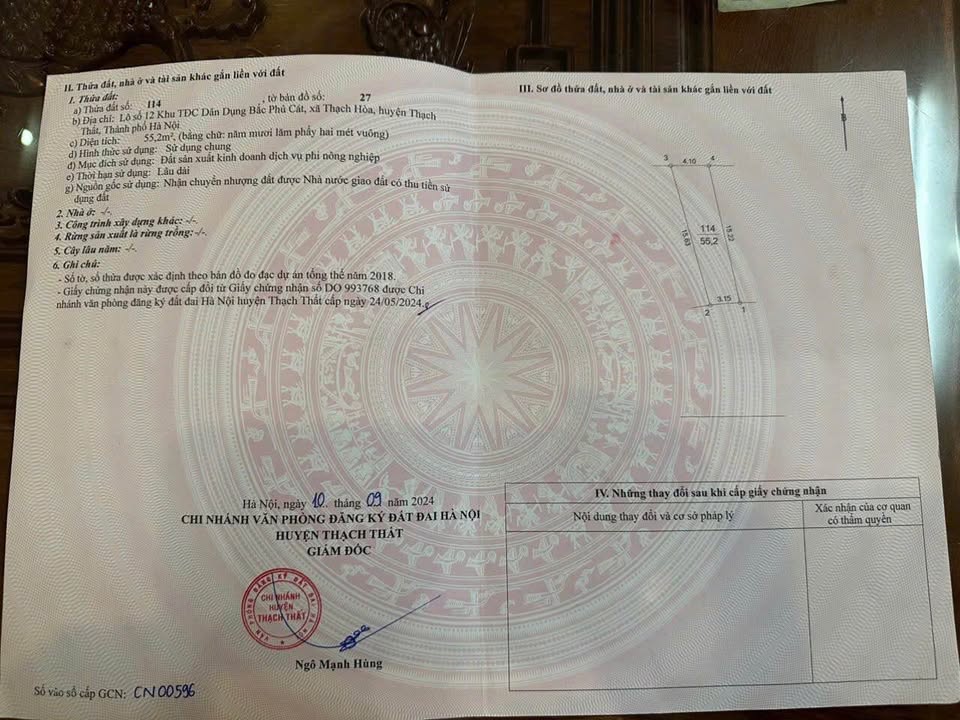 II. Thửa đất, nhà ở và tài sản khác gắn liền với đất
1. Thửa đất:
a) Thửa đất số: 114 , tờ bản đồ số: 27
b) Địa chỉ: Lô số 12 Khu TĐC Dân Dụng Bắc Phú Cát, xã Thạch Hòa, huyện Thạch
Thất, Thành phố Hà Nội
c) Diện tích: 55,2m², (bằng chữ: năm mươi lăm phẩy hai mét vuông)
d) Hình thức sử dụng: Sử dụng chung
đ) Mục đích sử dụng: Đất sản xuất kinh doanh dịch vụ phi nông nghiệp
e) Thời hạn sử dụng: Lâu dài
g) Nguồn gốc sử dụng: Nhận chuyển nhượng đất được Nhà nước giao đất có thu tiền sử
dụng đất
2. Nhà ở: -/-.
3. Công trình xây dựng khác: -/-.
4. Rừng sản xuất là rừng trồng: -/-.
5. Cây lâu năm: -/-.
6. Ghi chú:
- Số tờ, số thửa được xác định theo bản đồ đo đạc dự án tổng thể năm 2018.
- Giấy chứng nhận này được cấp đổi từ Giấy chứng nhận số DO 993768 được Chi
nhánh văn phòng đăng ký đất đai Hà Nội huyện Thạch Thất cấp ngày 24/05/2024.
Hà Nội, ngày 10 tháng 09 năm 2024
CHI NHÁNH VĂN PHÒNG ĐĂNG KÝ ĐẤT ĐAI HÀ NỘI
HUYỆN THẠCH THẤT
GIÁM ĐỐC
VĂN PHÒNG ĐĂNG KÝ ĐẤT ĐAI HÀ NỘI
CHI NHÁNH
HUYỆN
THẠCH THẤT
Ngô Mạnh Hùng
Số vào sổ cấp GCN: CN00596
III. Sơ đồ thửa đất, nhà ở và tài sản khác gắn liền với đất
B
3 4.10 4
15.63 114 15.22
55,2
3.15
2 1
IV. Những thay đổi sau khi cấp giấy chứng nhận
Nội dung thay đổi và cơ sở pháp lý
Xác nhận của cơ quan
có thẩm quyền